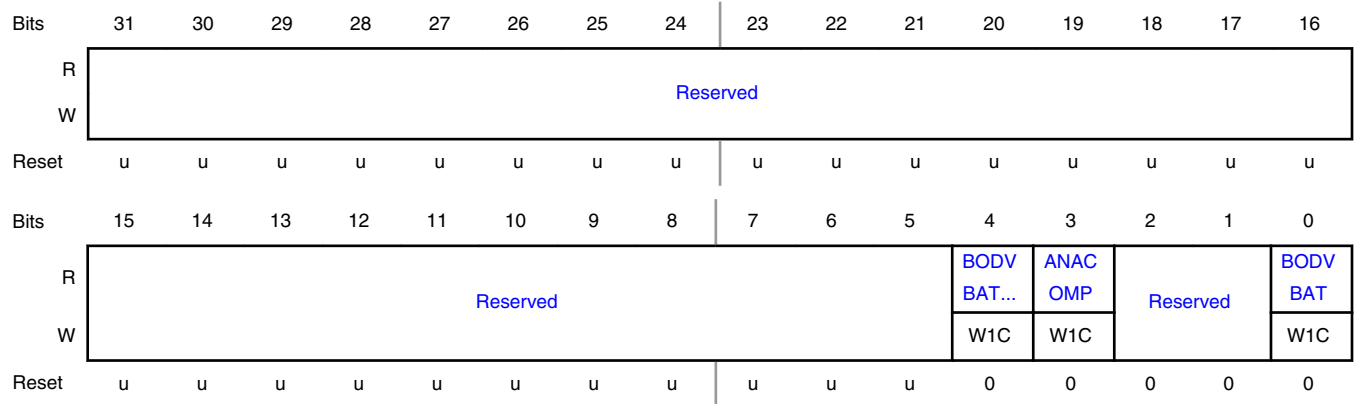 Bits 31 30 29 28 27 26 25 24 23 22 21 20 19 18 17 16
R
Reserved
W
Reset u u u u u u u u u u u u u u u u
Bits 15 14 13 12 11 10 9 8 7 6 5 4 3 2 1 0
R Reserved BODV BAT... ANAC OMP Reserved BODV BAT
W W1C W1C W1C
Reset u u u u u u u u u u u 0 0 0 0 0